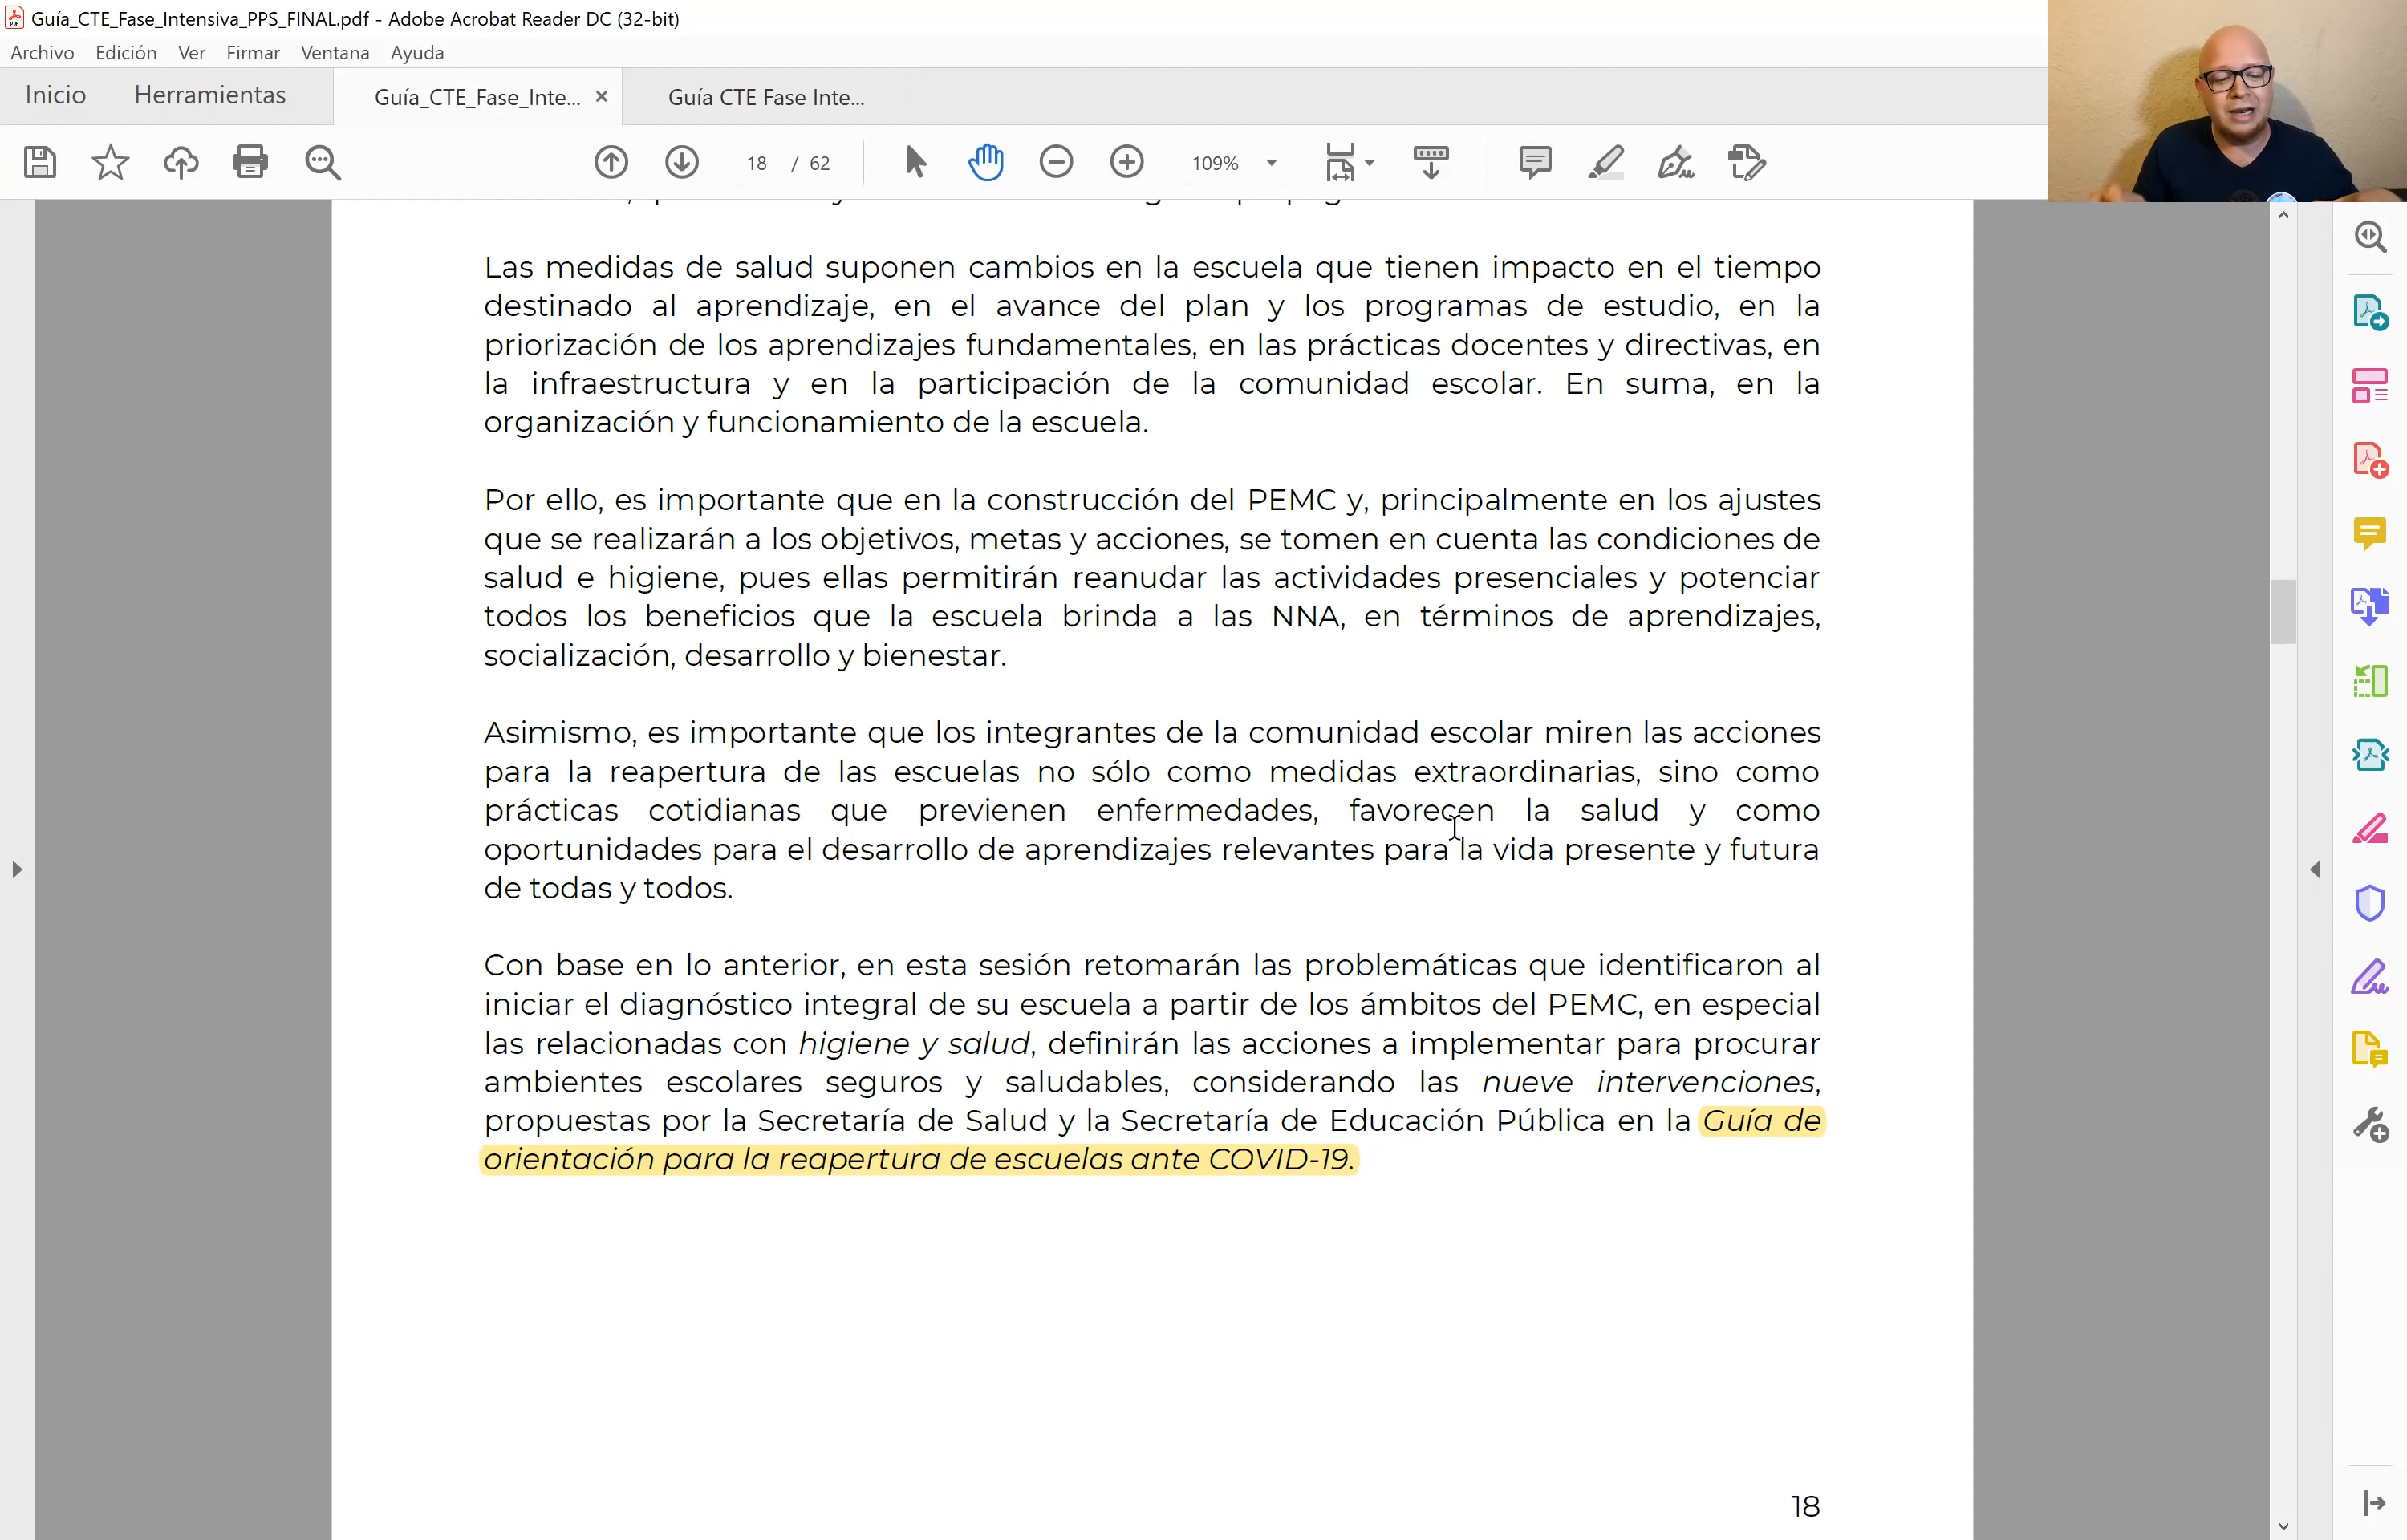 Guía_CTE_Fase_Intensiva_PPS_FINAL.pdf - Adobe Acrobat Reader DC (32-bit)
Archivo Edición Ver Firmar Ventana Ayuda
Inicio Herramientas Guía_CTE_Fase_Inte... Guía CTE Fase Inte...
18 / 62 109%
Las medidas de salud suponen cambios en la escuela que tienen impacto en el tiempo
destinado al aprendizaje, en el avance del plan y los programas de estudio, en la
priorización de los aprendizajes fundamentales, en las prácticas docentes y directivas, en
la infraestructura y en la participación de la comunidad escolar. En suma, en la
organización y funcionamiento de la escuela.
Por ello, es importante que en la construcción del PEMC y, principalmente en los ajustes
que se realizarán a los objetivos, metas y acciones, se tomen en cuenta las condiciones de
salud e higiene, pues ellas permitirán reanudar las actividades presenciales y potenciar
todos los beneficios que la escuela brinda a las NNA, en términos de aprendizajes,
socialización, desarrollo y bienestar.
Asimismo, es importante que los integrantes de la comunidad escolar miren las acciones
para la reapertura de las escuelas no sólo como medidas extraordinarias, sino como
prácticas cotidianas que previenen enfermedades, favorecen la salud y como
oportunidades para el desarrollo de aprendizajes relevantes para la vida presente y futura
de todas y todos.
Con base en lo anterior, en esta sesión retomarán las problemáticas que identificaron al
iniciar el diagnóstico integral de su escuela a partir de los ámbitos del PEMC, en especial
las relacionadas con higiene y salud, definirán las acciones a implementar para procurar
ambientes escolares seguros y saludables, considerando las nueve intervenciones,
propuestas por la Secretaría de Salud y la Secretaría de Educación Pública en la Guía de
orientación para la reapertura de escuelas ante COVID-19.
18